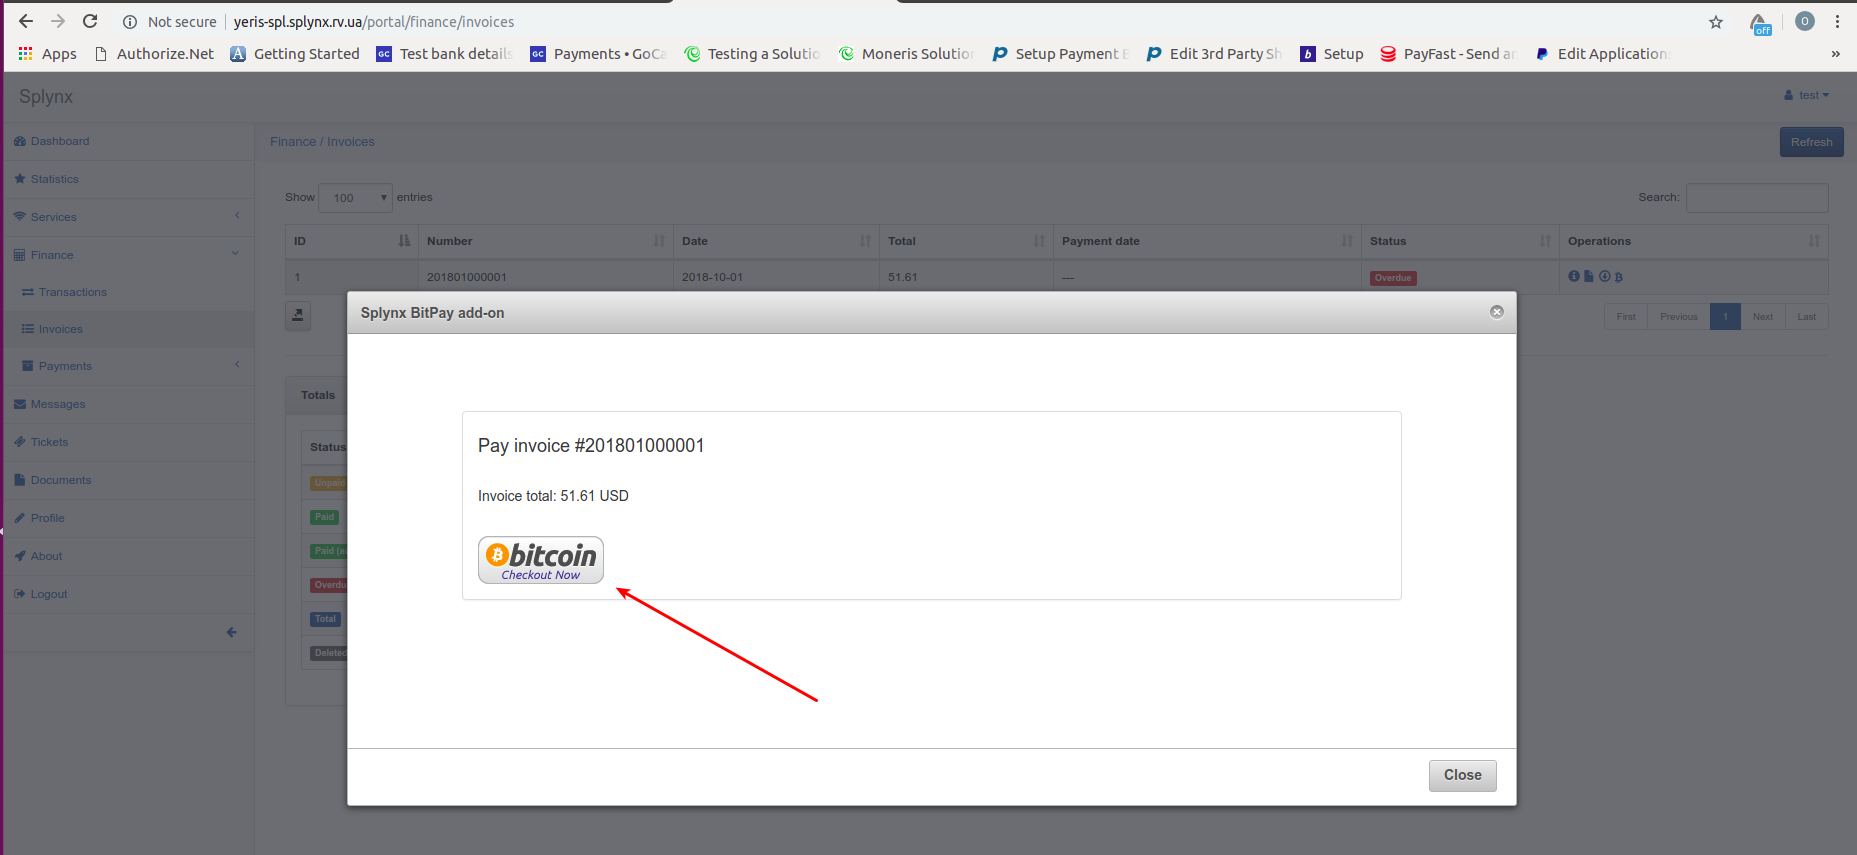 Not secure yeris-spl.splynx.rv.ua/portal/finance/invoices off O
Apps Authorize.Net Getting Started GC Test bank details GC Payments • GoCa Testing a Solutio Moneris Solution Setup Payment Edit 3rd Party Sh b Setup PayFast - Send an Edit Application »
Splynx test
Dashboard
Finance / Invoices Refresh
Statistics
Show 100 entries Search:
Services
ID Number Date Total Payment date Status Operations
Finance
1 201801000001 2018-10-01 51.61 --- Overdue
Transactions
Splynx BitPay add-on
First Previous 1 Next Last
Invoices
Payments
Totals
Messages
Pay invoice #201801000001
Tickets
Status
Documents
Unpaid
Invoice total: 51.61 USD
Profile
Paid
About
Paid (a
bitcoin
Checkout Now
Logout
Overdu
Total
Deleted
Close